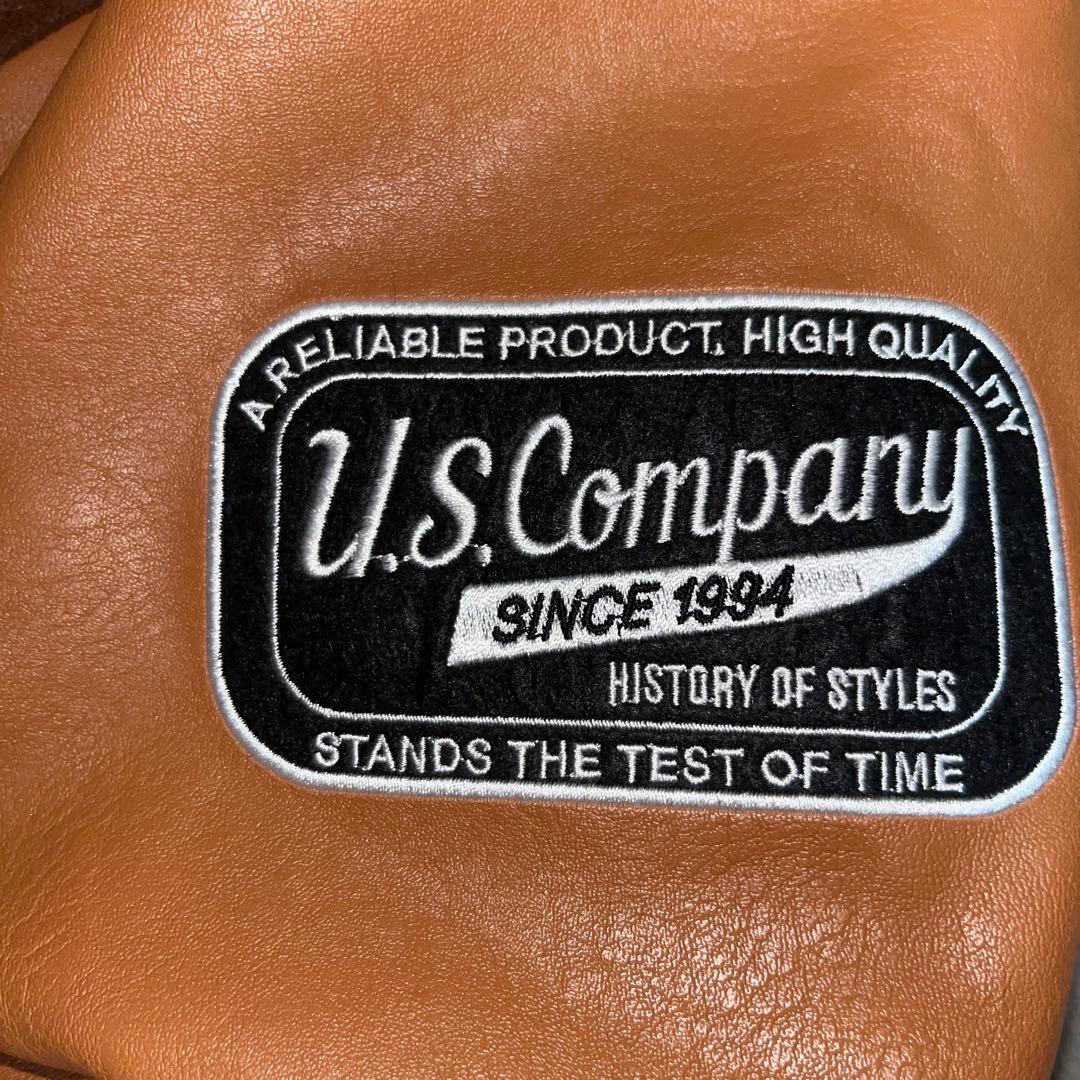 A.RELIABLE PRODUCT. HIGH QUALITY
U.S.Company
SINCE 1994
HISTORY OF STYLES
STANDS THE TEST OF TIME